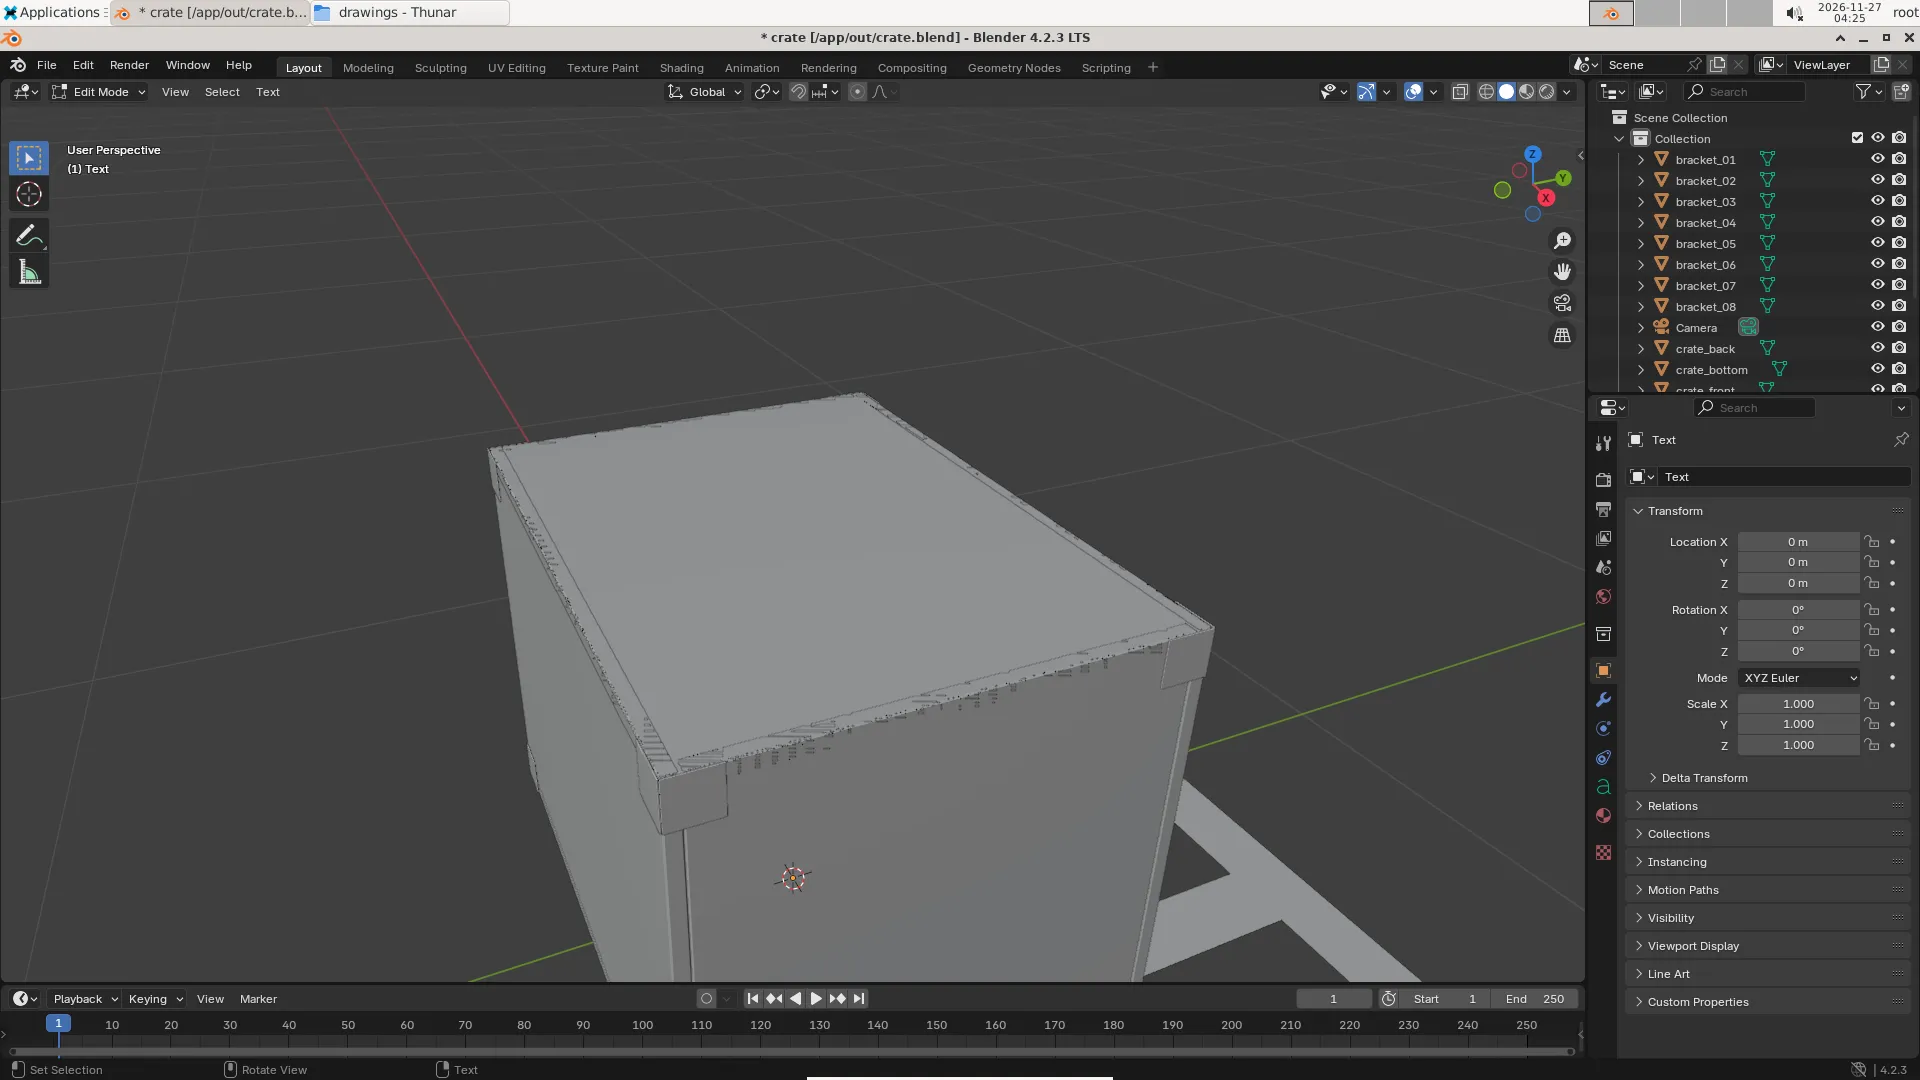 Applications
* crate [/app/out/crate.b...
drawings - Thunar
2026-11-27
04:25
root
* crate [/app/out/crate.blend] - Blender 4.2.3 LTS
File Edit Render Window Help
Layout Modeling Sculpting UV Editing Texture Paint Shading Animation Rendering Compositing Geometry Nodes Scripting
Scene
ViewLayer
Edit Mode View Select Text
Global
Search
User Perspective
(1) Text
Z
Y
X
Scene Collection
Collection
bracket_01
bracket_02
bracket_03
bracket_04
bracket_05
bracket_06
bracket_07
bracket_08
Camera
crate_back
crate_bottom
crate_front
Search
Text
Text
Transform
Location X 0 m
Y 0 m
Z 0 m
Rotation X 0°
Y 0°
Z 0°
Mode XYZ Euler
Scale X 1.000
Y 1.000
Z 1.000
Delta Transform
Relations
Collections
Instancing
Motion Paths
Visibility
Viewport Display
Line Art
Custom Properties
Playback Keying View Marker
1 Start 1 End 250
1 10 20 30 40 50 60 70 80 90 100 110 120 130 140 150 160 170 180 190 200 210 220 230 240 250
Set Selection Rotate View Text
4.2.3